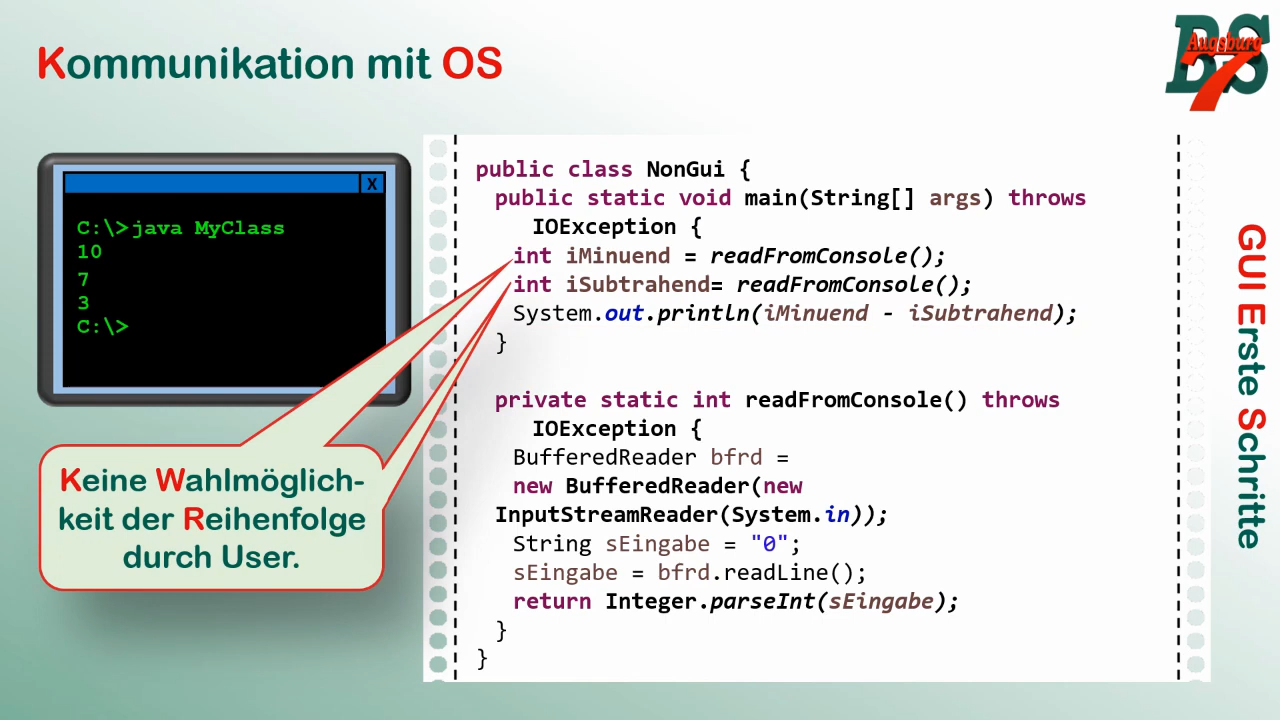 Kommunikation mit OS
BS
Augsburg
7
X
C:\>java MyClass
10
7
3
C:\>
Keine Wahlmöglich-
keit der Reihenfolge
durch User.
public class NonGui {
public static void main(String[] args) throws
IOException {
int iMinuend = readFromConsole();
int iSubtrahend= readFromConsole();
System.out.println(iMinuend - iSubtrahend);
}
private static int readFromConsole() throws
IOException {
BufferedReader bfrd =
new BufferedReader(new
InputStreamReader(System.in));
String sEingabe = "0";
sEingabe = bfrd.readLine();
return Integer.parseInt(sEingabe);
}
}
GUI Erste Schritte